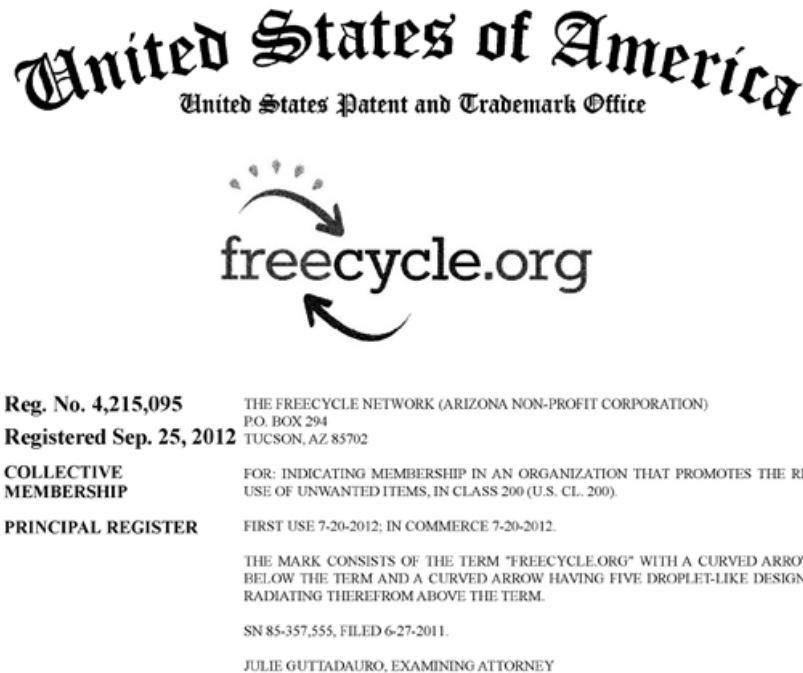 United States of America
United States Patent and Trademark Office
freecycle.org
Reg. No. 4,215,095
Registered Sep. 25, 2012
COLLECTIVE
MEMBERSHIP
PRINCIPAL REGISTER
THE FREECYCLE NETWORK (ARIZONA NON-PROFIT CORPORATION)
P.O. BOX 294
TUCSON, AZ 85702
FOR: INDICATING MEMBERSHIP IN AN ORGANIZATION THAT PROMOTES THE
USE OF UNWANTED ITEMS, IN CLASS 200 (U.S. CL. 200).
FIRST USE 7-20-2012; IN COMMERCE 7-20-2012.
THE MARK CONSISTS OF THE TERM "FREECYCLE.ORG" WITH A CURVED ARROW
BELOW THE TERM AND A CURVED ARROW HAVING FIVE DROPLET-LIKE DESIGN
RADIATING THEREFROM ABOVE THE TERM.
SN 85-357,555, FILED 6-27-2011.
JULIE GUTTADAURO, EXAMINING ATTORNEY